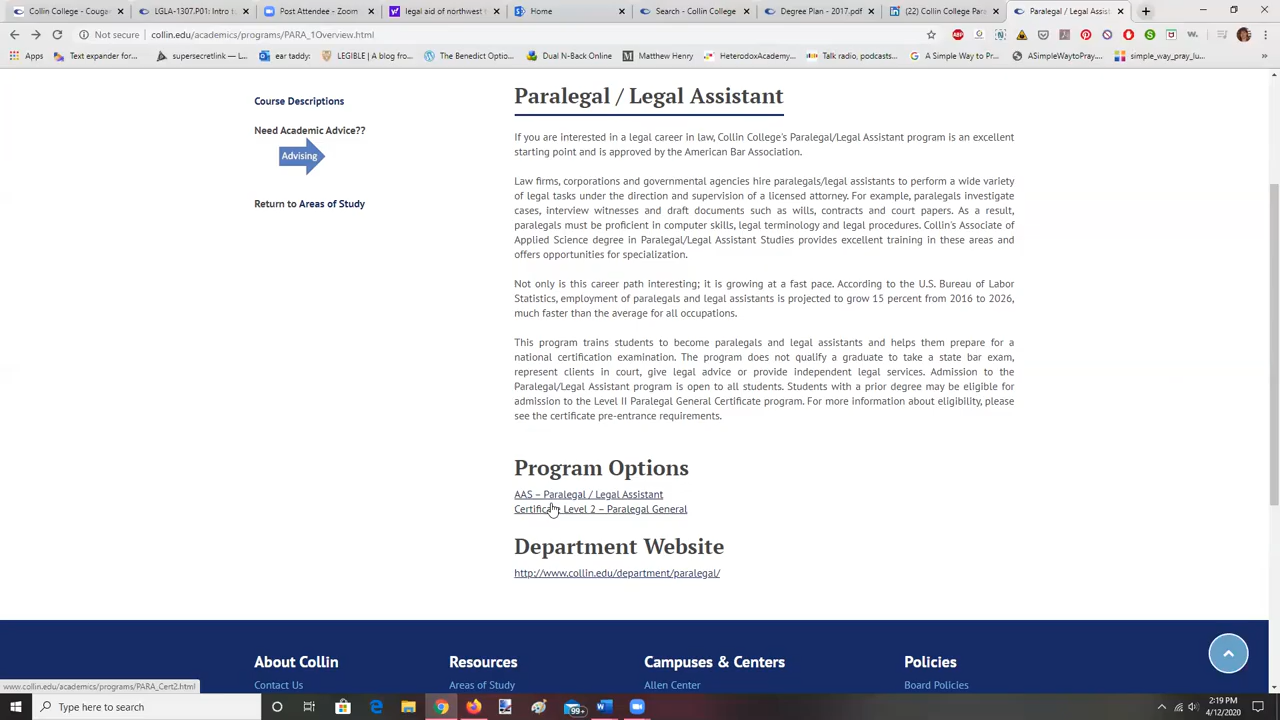 Collin College - Couga
LGLA-1307.P01: Intro l
Post Attendee - Zoom
legal aid of northwest
Home
Search - Collin College
Degree Plan - 2017.pdf
(22) Collin College Par
Paralegal / Legal Assist
Not secure
collin.edu/academics/programs/PARA_1Overview.html
Apps
Text expander-for...
supersecretlink — L...
ear taddy:
LEGIBLE | A blog fro...
Dual N-Back Online
Matthew Henry
HeterodoxAcademy...
Talk radio, podcasts...
A Simple Way to Pr...
ASimpleWaytoPray...
simple_way_pray_lu...
Course Descriptions
Need Academic Advice??
Advising
Return to Areas of Study
Paralegal / Legal Assistant
If you are interested in a legal career in law, Collin College's Paralegal/Legal Assistant program is an excellent
starting point and is approved by the American Bar Association.
Law firms, corporations and governmental agencies hire paralegals/legal assistants to perform a wide variety
of legal tasks under the direction and supervision of a licensed attorney. For example, paralegals investigate
cases, interview witnesses and draft documents such as wills, contracts and court papers. As a result,
paralegals must be proficient in computer skills, legal terminology and legal procedures. Collin's Associate of
Applied Science degree in Paralegal/Legal Assistant Studies provides excellent training in these areas and
offers opportunities for specialization.
Not only is this career path interesting; it is growing at a fast pace. According to the U.S. Bureau of Labor
Statistics, employment of paralegals and legal assistants is projected to grow 15 percent from 2016 to 2026,
much faster than the average for all occupations.
This program trains students to become paralegals and legal assistants and helps them prepare for a
national certification examination. The program does not qualify a graduate to take a state bar exam,
represent clients in court, give legal advice or provide independent legal services. Admission to the
Paralegal/Legal Assistant program is open to all students. Students with a prior degree may be eligible for
admission to the Level II Paralegal General Certificate program. For more information about eligibility, please
see the certificate pre-entrance requirements.
Program Options
AAS – Paralegal / Legal Assistant
Certificate Level 2 – Paralegal General
Department Website
http://www.collin.edu/department/paralegal/
About Collin
Resources
Campuses & Centers
Policies
Contact Us
Areas of Study
Allen Center
Board Policies
www.collin.edu/academics/programs/PARA_Cert2.html
Type here to search
99+
2:19 PM
4/12/2020